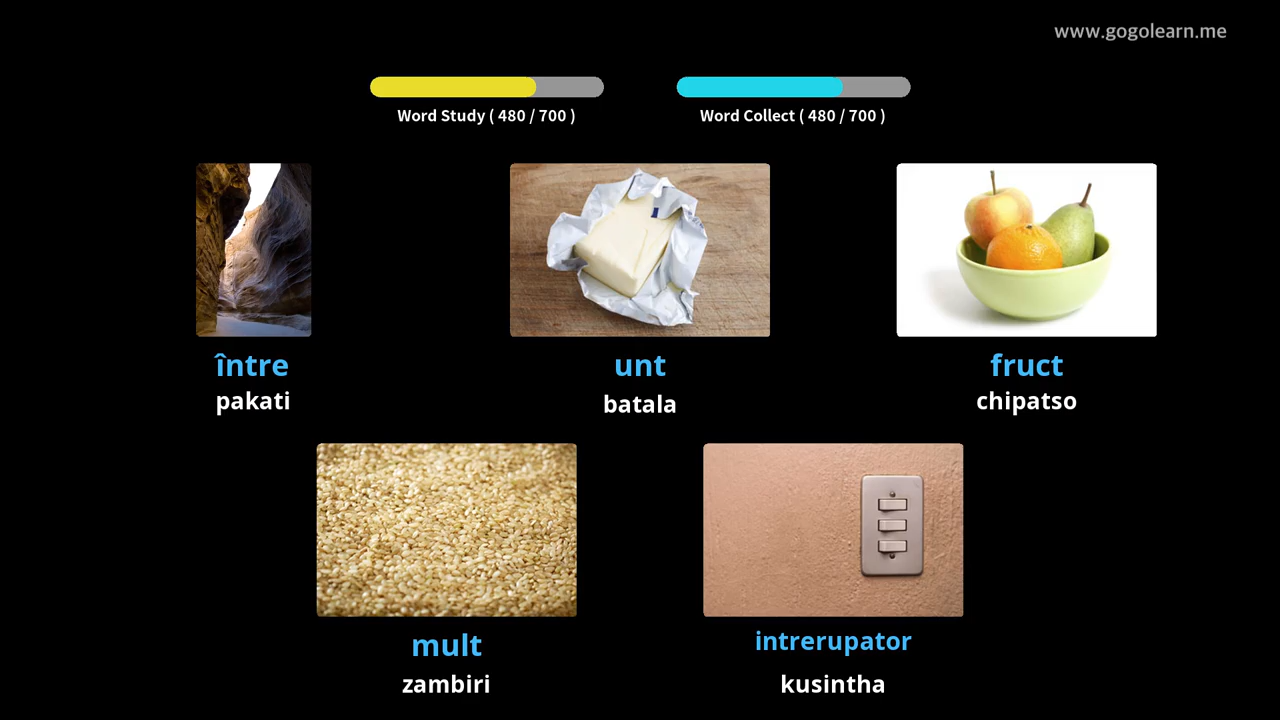 www.gogolearn.me
Word Study ( 480 / 700 )
Word Collect ( 480 / 700 )
între
pakati
unt
batala
fruct
chipatso
mult
zambiri
intrerupator
kusintha